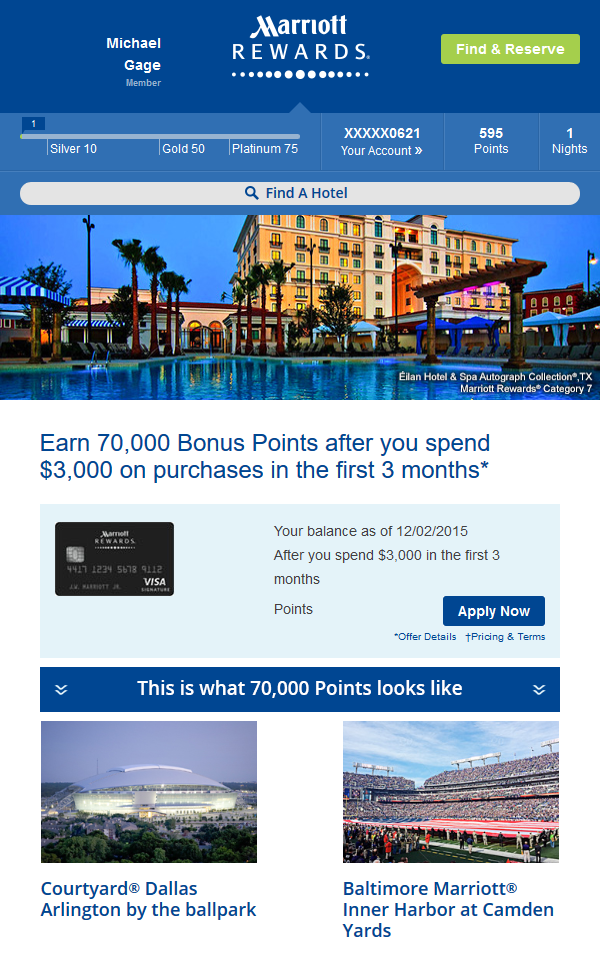 Michael
Gage
Member
Marriott
REWARDS.
Find & Reserve
1
Silver 10
Gold 50
Platinum 75
XXXXX0621
Your Account »
595
Points
1
Nights
Find A Hotel
Éilan Hotel & Spa Autograph Collection®,TX
Marriott Rewards® Category 7
Earn 70,000 Bonus Points after you spend
$3,000 on purchases in the first 3 months*
Marriott
REWARDS.
4417 1234 5678 9112
J.W. MARRIOTT JR.
VISA
SIGNATURE
Your balance as of 12/02/2015
After you spend $3,000 in the first 3
months
Points
Apply Now
*Offer Details †Pricing & Terms
This is what 70,000 Points looks like
Courtyard® Dallas
Arlington by the ballpark
Baltimore Marriott®
Inner Harbor at Camden
Yards